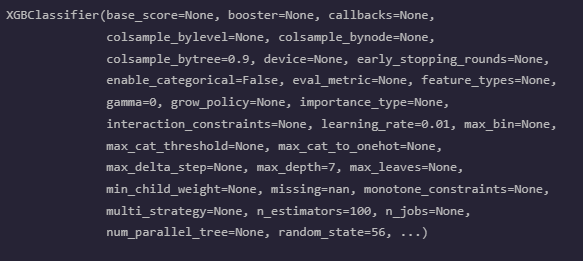 XGBClassifier(base_score=None, booster=None, callbacks=None,
colsample_bylevel=None, colsample_bynode=None,
colsample_bytree=0.9, device=None, early_stopping_rounds=None,
enable_categorical=False, eval_metric=None, feature_types=None,
gamma=0, grow_policy=None, importance_type=None,
interaction_constraints=None, learning_rate=0.01, max_bin=None,
max_cat_threshold=None, max_cat_to_onehot=None,
max_delta_step=None, max_depth=7, max_leaves=None,
min_child_weight=None, missing=nan, monotone_constraints=None,
multi_strategy=None, n_estimators=100, n_jobs=None,
num_parallel_tree=None, random_state=56, ...)